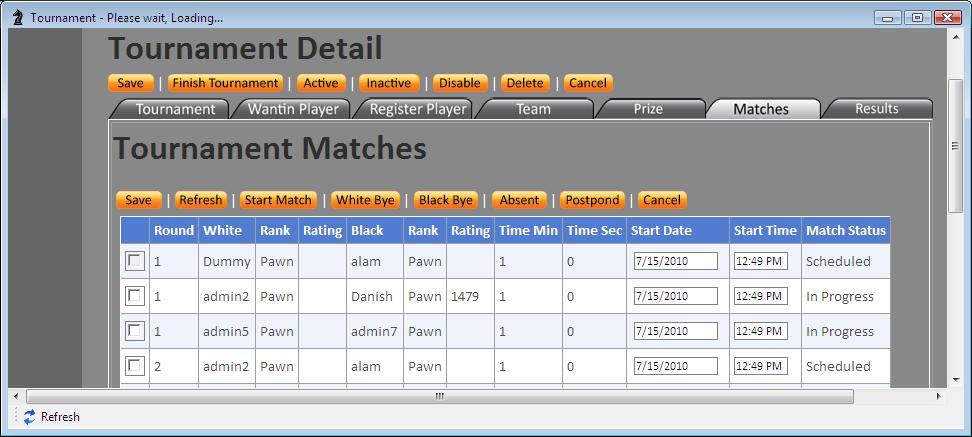 Tournament - Please wait, Loading...
Tournament Detail
Save | Finish Tournament | Active | Inactive | Disable | Delete | Cancel
Tournament Wantin Player Register Player Team Prize Matches Results
Tournament Matches
Save | Refresh | Start Match | White Bye | Black Bye | Absent | Postpond | Cancel
Round White Rank Rating Black Rank Rating Time Min Time Sec Start Date Start Time Match Status
1 Dummy Pawn alam Pawn 1 0 7/15/2010 12:49 PM Scheduled
1 admin2 Pawn Danish Pawn 1479 1 0 7/15/2010 12:49 PM In Progress
1 admin5 Pawn admin7 Pawn 1 0 7/15/2010 12:49 PM In Progress
2 admin2 Pawn alam Pawn 1 0 7/15/2010 12:49 PM Scheduled
Refresh